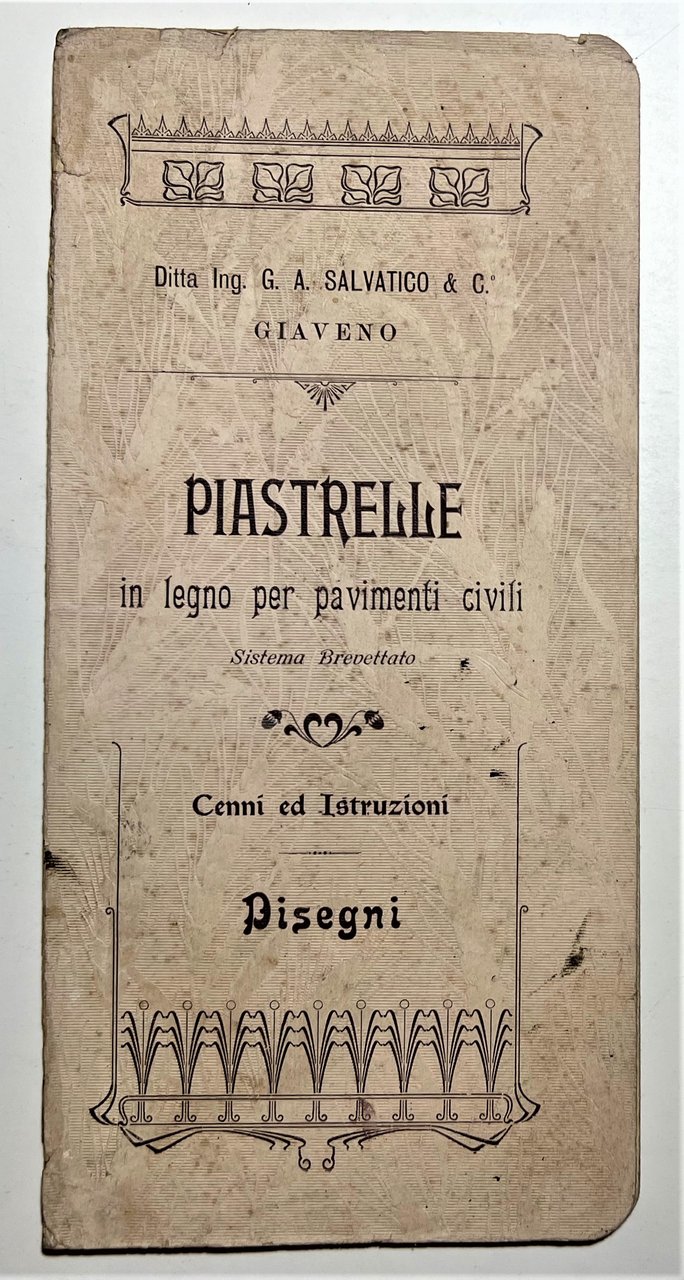 Ditta Ing. G. A. SALVATICO & C.º
GIAVENO
PIASTRELLE
in legno per pavimenti civili
Sistema Brevettato
Cenni ed Istruzioni
Disegni